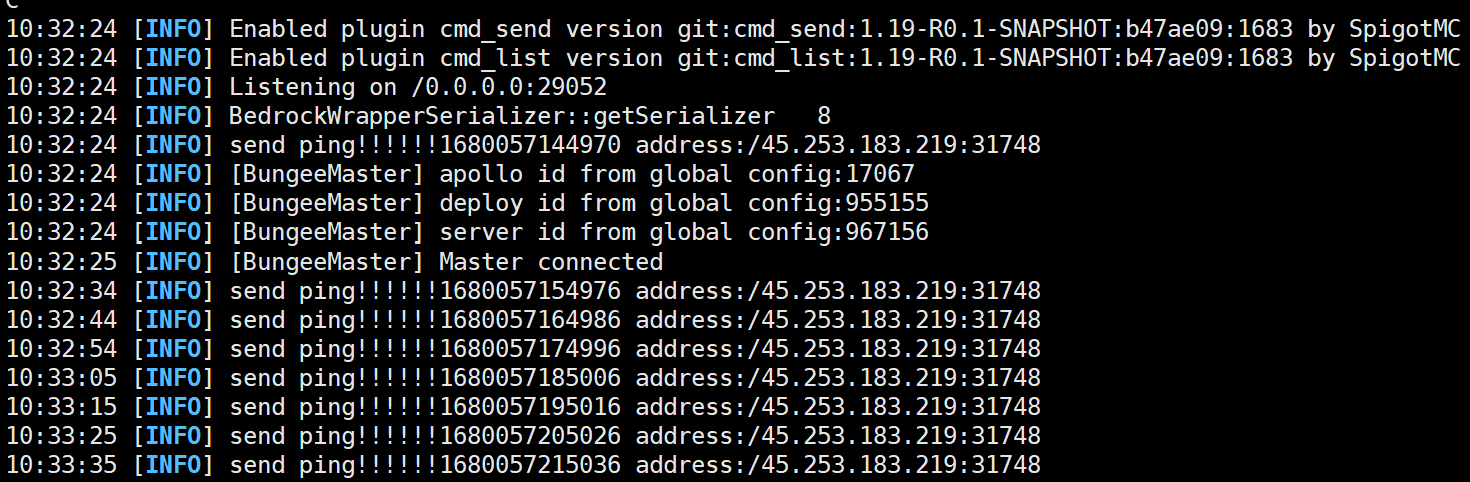 10:32:24 [INFO] Enabled plugin cmd_send version git:cmd_send:1.19-R0.1-SNAPSHOT:b47ae09:1683 by SpigotMC
10:32:24 [INFO] Enabled plugin cmd_list version git:cmd_list:1.19-R0.1-SNAPSHOT:b47ae09:1683 by SpigotMC
10:32:24 [INFO] Listening on /0.0.0.0:29052
10:32:24 [INFO] BedrockWrapperSerializer::getSerializer   8
10:32:24 [INFO] send ping!!!!!!1680057144970 address:/45.253.183.219:31748
10:32:24 [INFO] [BungeeMaster] apollo id from global config:17067
10:32:24 [INFO] [BungeeMaster] deploy id from global config:955155
10:32:24 [INFO] [BungeeMaster] server id from global config:967156
10:32:25 [INFO] [BungeeMaster] Master connected
10:32:34 [INFO] send ping!!!!!!1680057154976 address:/45.253.183.219:31748
10:32:44 [INFO] send ping!!!!!!1680057164986 address:/45.253.183.219:31748
10:32:54 [INFO] send ping!!!!!!1680057174996 address:/45.253.183.219:31748
10:33:05 [INFO] send ping!!!!!!1680057185006 address:/45.253.183.219:31748
10:33:15 [INFO] send ping!!!!!!1680057195016 address:/45.253.183.219:31748
10:33:25 [INFO] send ping!!!!!!1680057205026 address:/45.253.183.219:31748
10:33:35 [INFO] send ping!!!!!!1680057215036 address:/45.253.183.219:31748